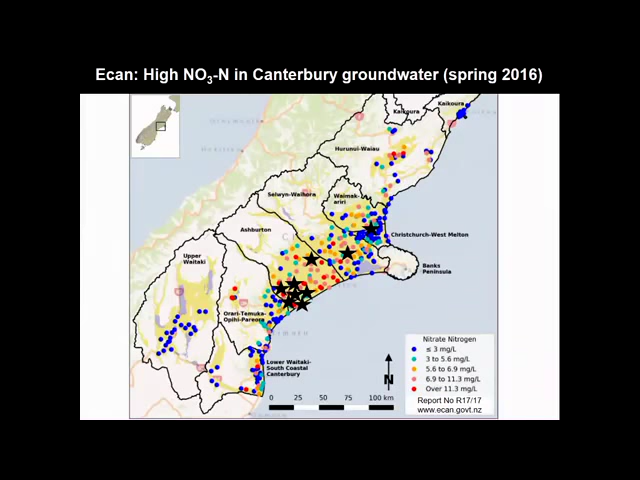 Ecan: High NO3-N in Canterbury groundwater (spring 2016)
Kaikoura
Kaikoura
Hurunui-Waiau
Selwyn-Waihora
Waimak-
ariri
Ashburton
Christchurch-West Melton
Upper
Waitaki
Banks
Peninsula
Orari-Temuka-
Opihi-Pareora
Lower Waitaki-
South Coastal
Canterbury
N
0 25 50 75 100 km
Nitrate Nitrogen
≤ 3 mg/L
3 to 5.6 mg/L
5.6 to 6.9 mg/L
6.9 to 11.3 mg/L
Over 11.3 mg/L
Report No R17/17
www.ecan.govt.nz